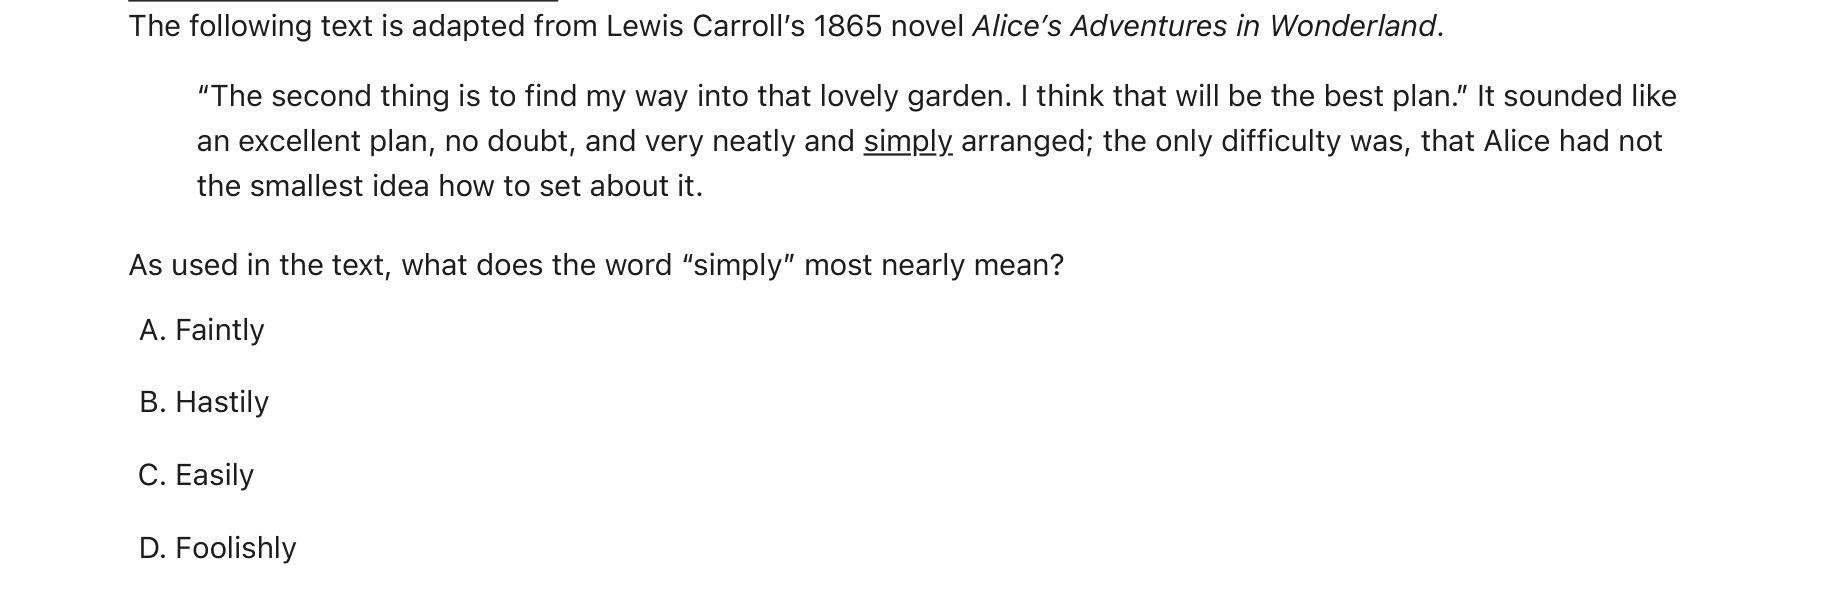 The following text is adapted from Lewis Carroll’s 1865 novel Alice’s Adventures in Wonderland.
“The second thing is to find my way into that lovely garden. I think that will be the best plan.” It sounded like
an excellent plan, no doubt, and very neatly and simply arranged; the only difficulty was, that Alice had not
the smallest idea how to set about it.
As used in the text, what does the word “simply” most nearly mean?
A. Faintly
B. Hastily
C. Easily
D. Foolishly